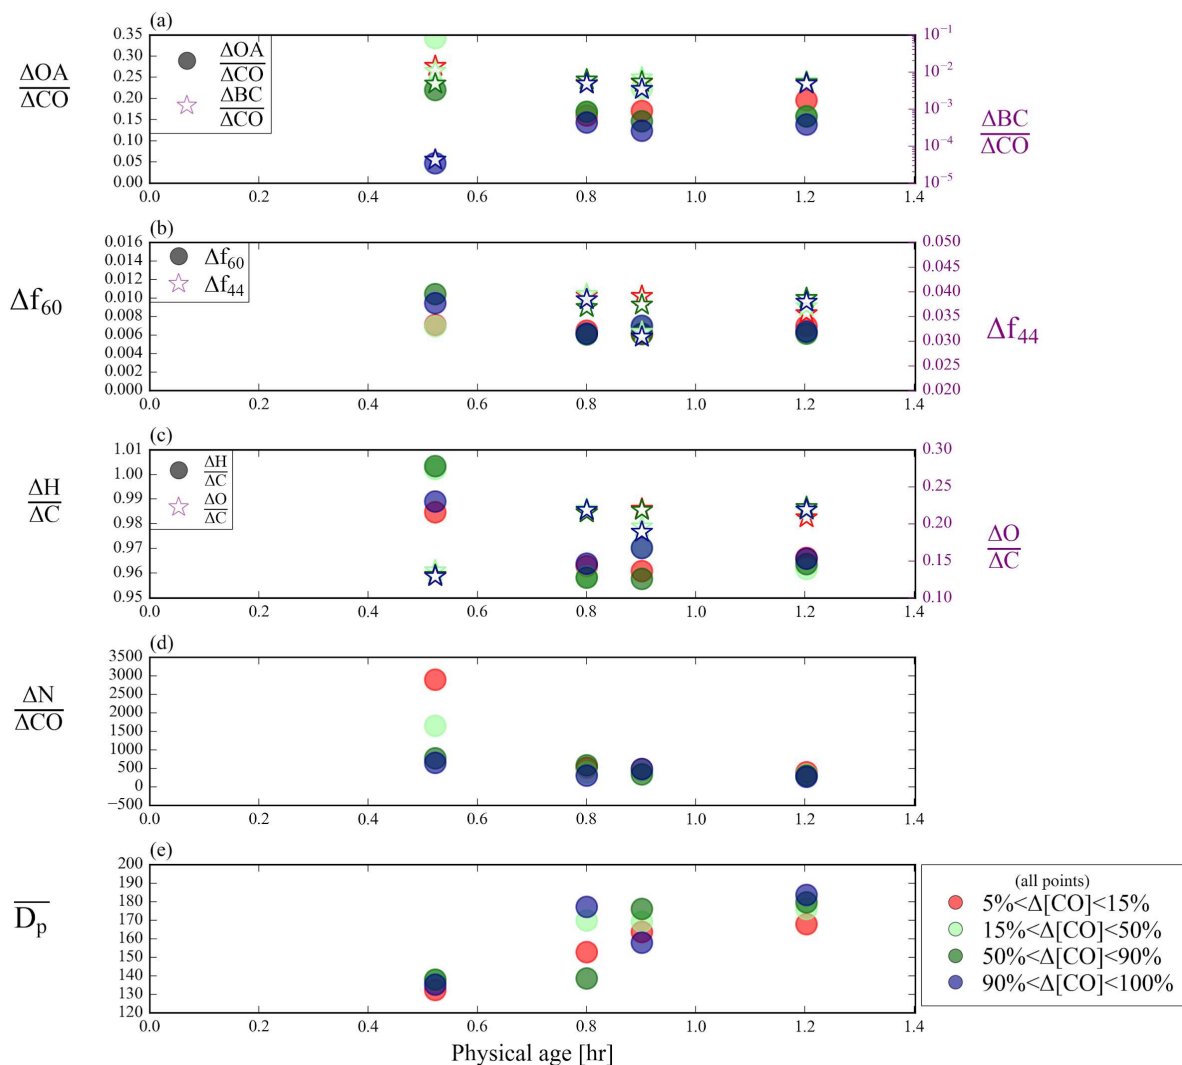 (a)
ΔOA
ΔCO
0.35
0.30
0.25
0.20
0.15
0.10
0.05
0.00
ΔOA
ΔCO
ΔBC
ΔCO
10⁻¹
10⁻²
10⁻³
10⁻⁴
10⁻⁵
ΔBC
ΔCO
0.0 0.2 0.4 0.6 0.8 1.0 1.2 1.4
(b)
Δf₆₀
0.016
0.014
0.012
0.010
0.008
0.006
0.004
0.002
0.000
Δf₆₀
Δf₄₄
0.050
0.045
0.040
0.035
0.030
0.025
0.020
Δf₄₄
0.0 0.2 0.4 0.6 0.8 1.0 1.2 1.4
(c)
ΔH
ΔC
1.01
1.00
0.99
0.98
0.97
0.96
0.95
ΔH
ΔC
ΔO
ΔC
0.30
0.25
0.20
0.15
0.10
ΔO
ΔC
0.0 0.2 0.4 0.6 0.8 1.0 1.2 1.4
(d)
ΔN
ΔCO
3500
3000
2500
2000
1500
1000
500
0
−500
0.0 0.2 0.4 0.6 0.8 1.0 1.2 1.4
(e)
D̅ₚ
200
190
180
170
160
150
140
130
120
0.0 0.2 0.4 0.6 0.8 1.0 1.2 1.4
Physical age [hr]
(all points)
5%<Δ[CO]<15%
15%<Δ[CO]<50%
50%<Δ[CO]<90%
90%<Δ[CO]<100%